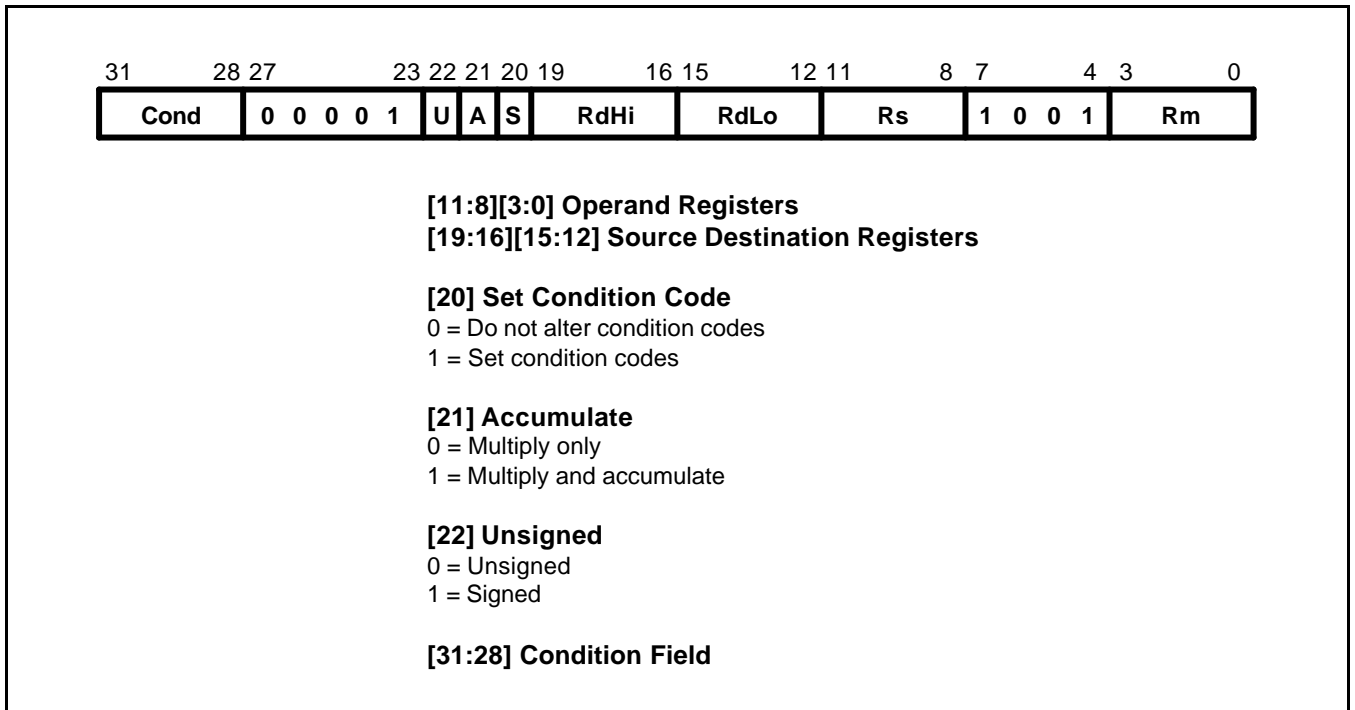 31 28 27 23 22 21 20 19 16 15 12 11 8 7 4 3 0
Cond 0 0 0 0 1 U A S RdHi RdLo Rs 1 0 0 1 Rm
[11:8][3:0] Operand Registers
[19:16][15:12] Source Destination Registers
[20] Set Condition Code
0 = Do not alter condition codes
1 = Set condition codes
[21] Accumulate
0 = Multiply only
1 = Multiply and accumulate
[22] Unsigned
0 = Unsigned
1 = Signed
[31:28] Condition Field